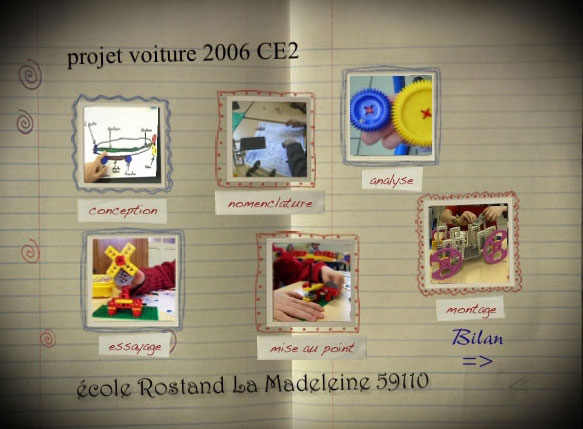 projet voiture 2006 CE2
conception
nomenclature
analyse
essayage
mise au point
montage
Bilan
=>
école Rostand La Madeleine 59110